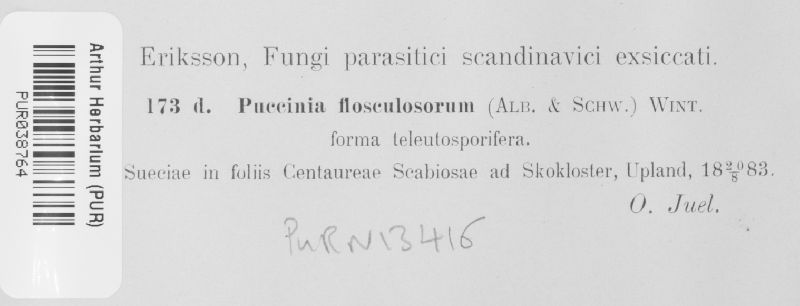 Eriksson, Fungi parasitici scandinavici exsiccati.
173 d. Puccinia flosculosorum (ALB. & SCHW.) WINT.
forma teleutosporifera.
Sueciae in foliis Centaureae Scabiosae ad Skokloster, Upland, 18 20/8 83.
O. Juel.
PURN13416
Arthur Herbarium (PUR)
PUR038764